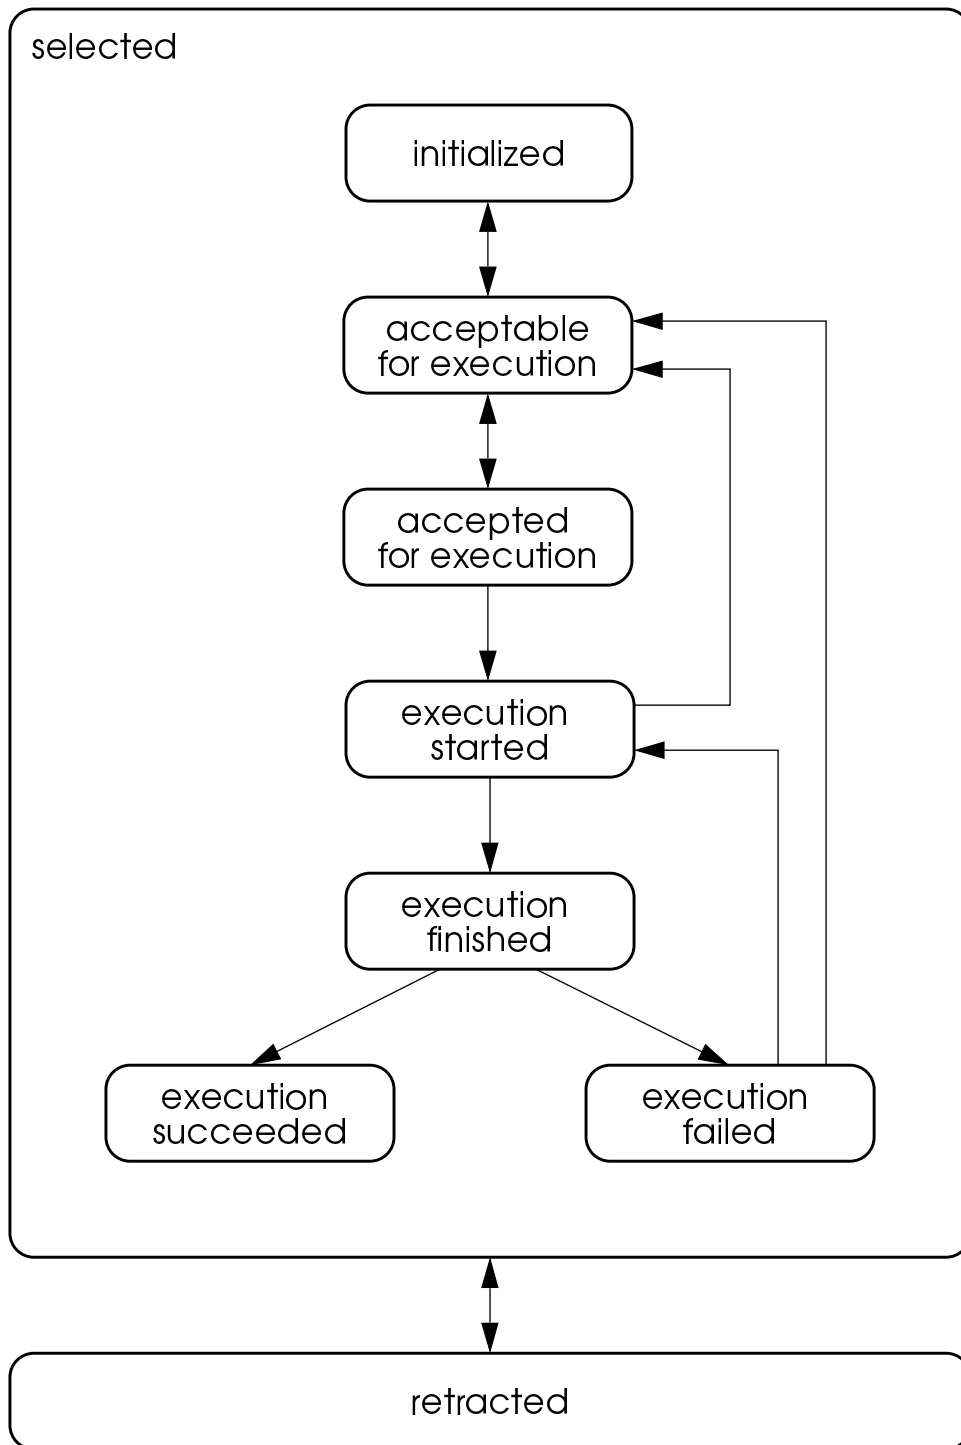 selected
initialized
acceptable
for execution
accepted
for execution
execution
started
execution
finished
execution
succeeded
execution
failed
retracted